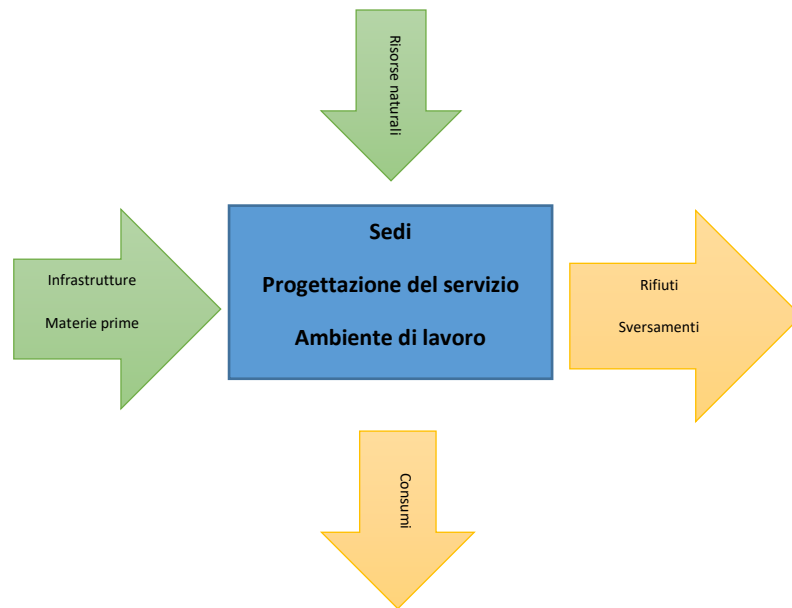 Risorse naturali
Infrastrutture
Materie prime
Sedi
Progettazione del servizio
Ambiente di lavoro
Rifiuti
Sversamenti
Consumi